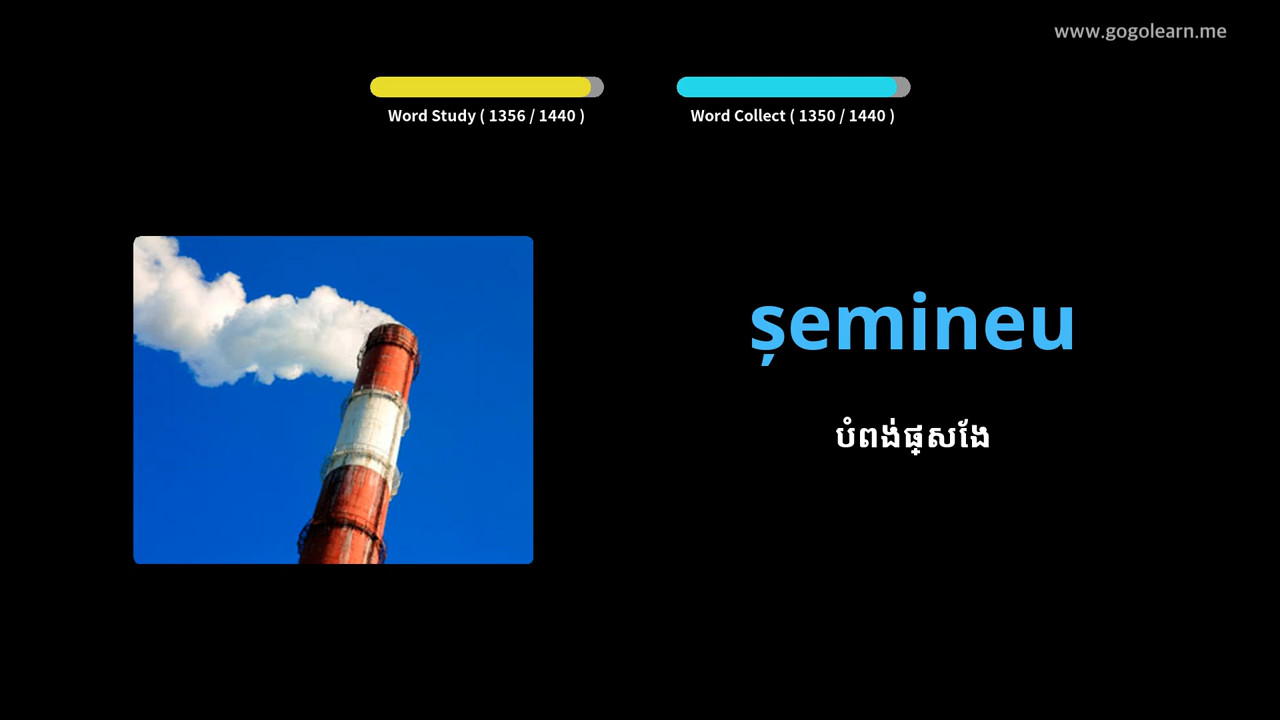 www.gogolearn.me
Word Study ( 1356 / 1440 )
Word Collect ( 1350 / 1440 )
șemineu
បំពង់ផ្សែង